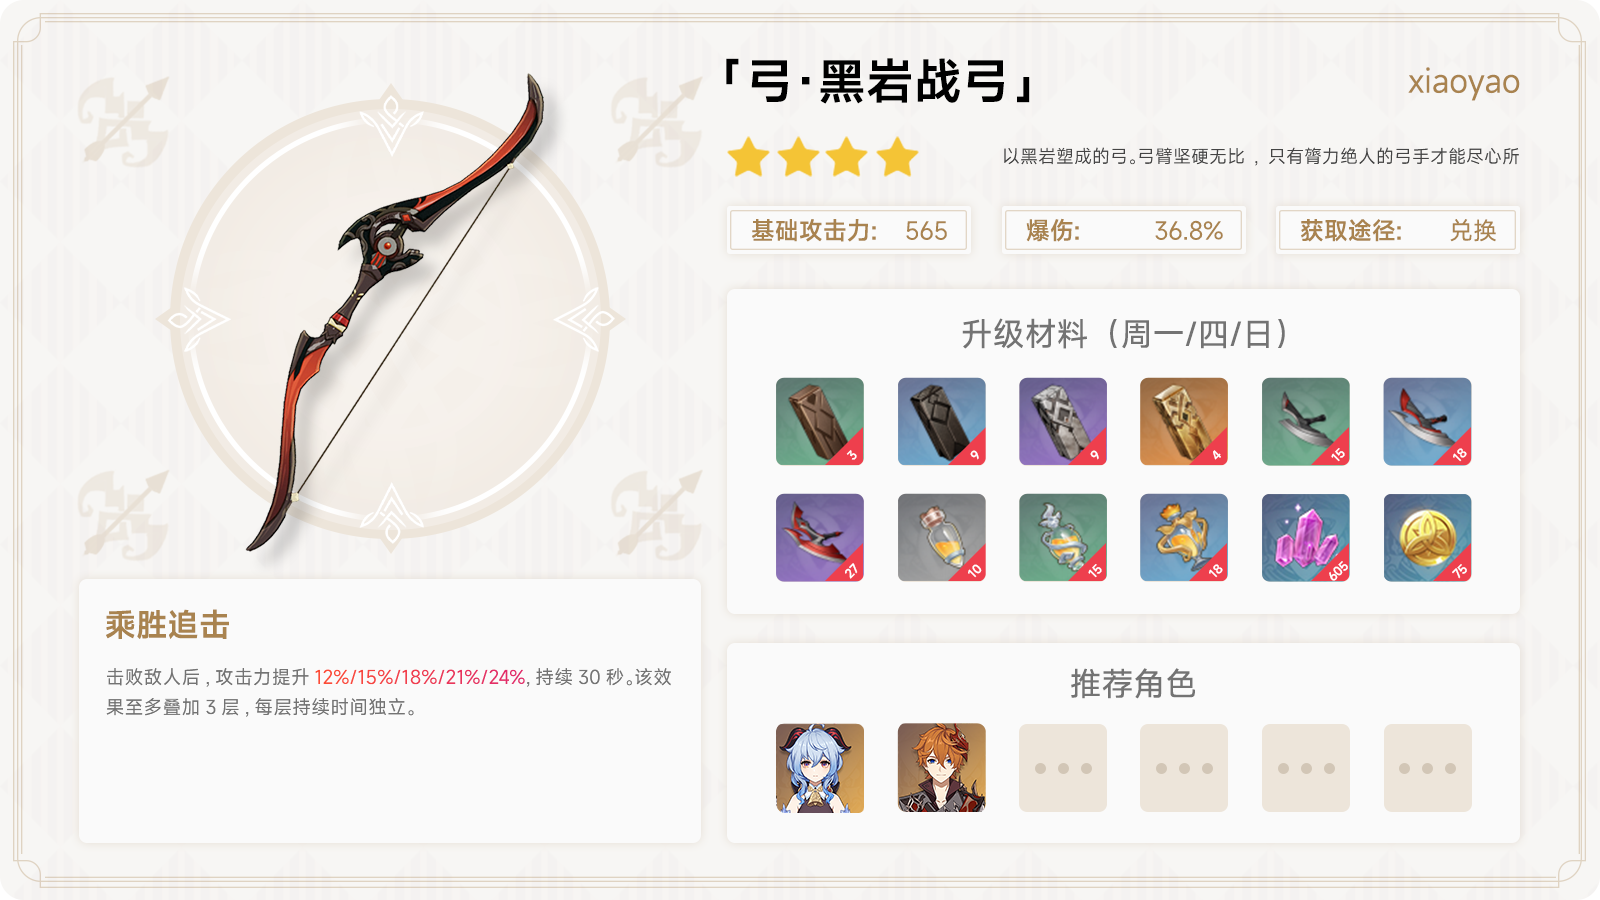 「弓·黑岩战弓」
xiaoyao
以黑岩塑成的弓。弓臂坚硬无比，只有膂力绝人的弓手才能尽心所
基础攻击力: 565
爆伤: 36.8%
获取途径: 兑换
升级材料（周一/四/日）
3
9
9
4
15
18
27
10
15
18
605
75
乘胜追击
击败敌人后，攻击力提升 12%/15%/18%/21%/24%, 持续 30 秒。该效
果至多叠加 3 层，每层持续时间独立。
推荐角色